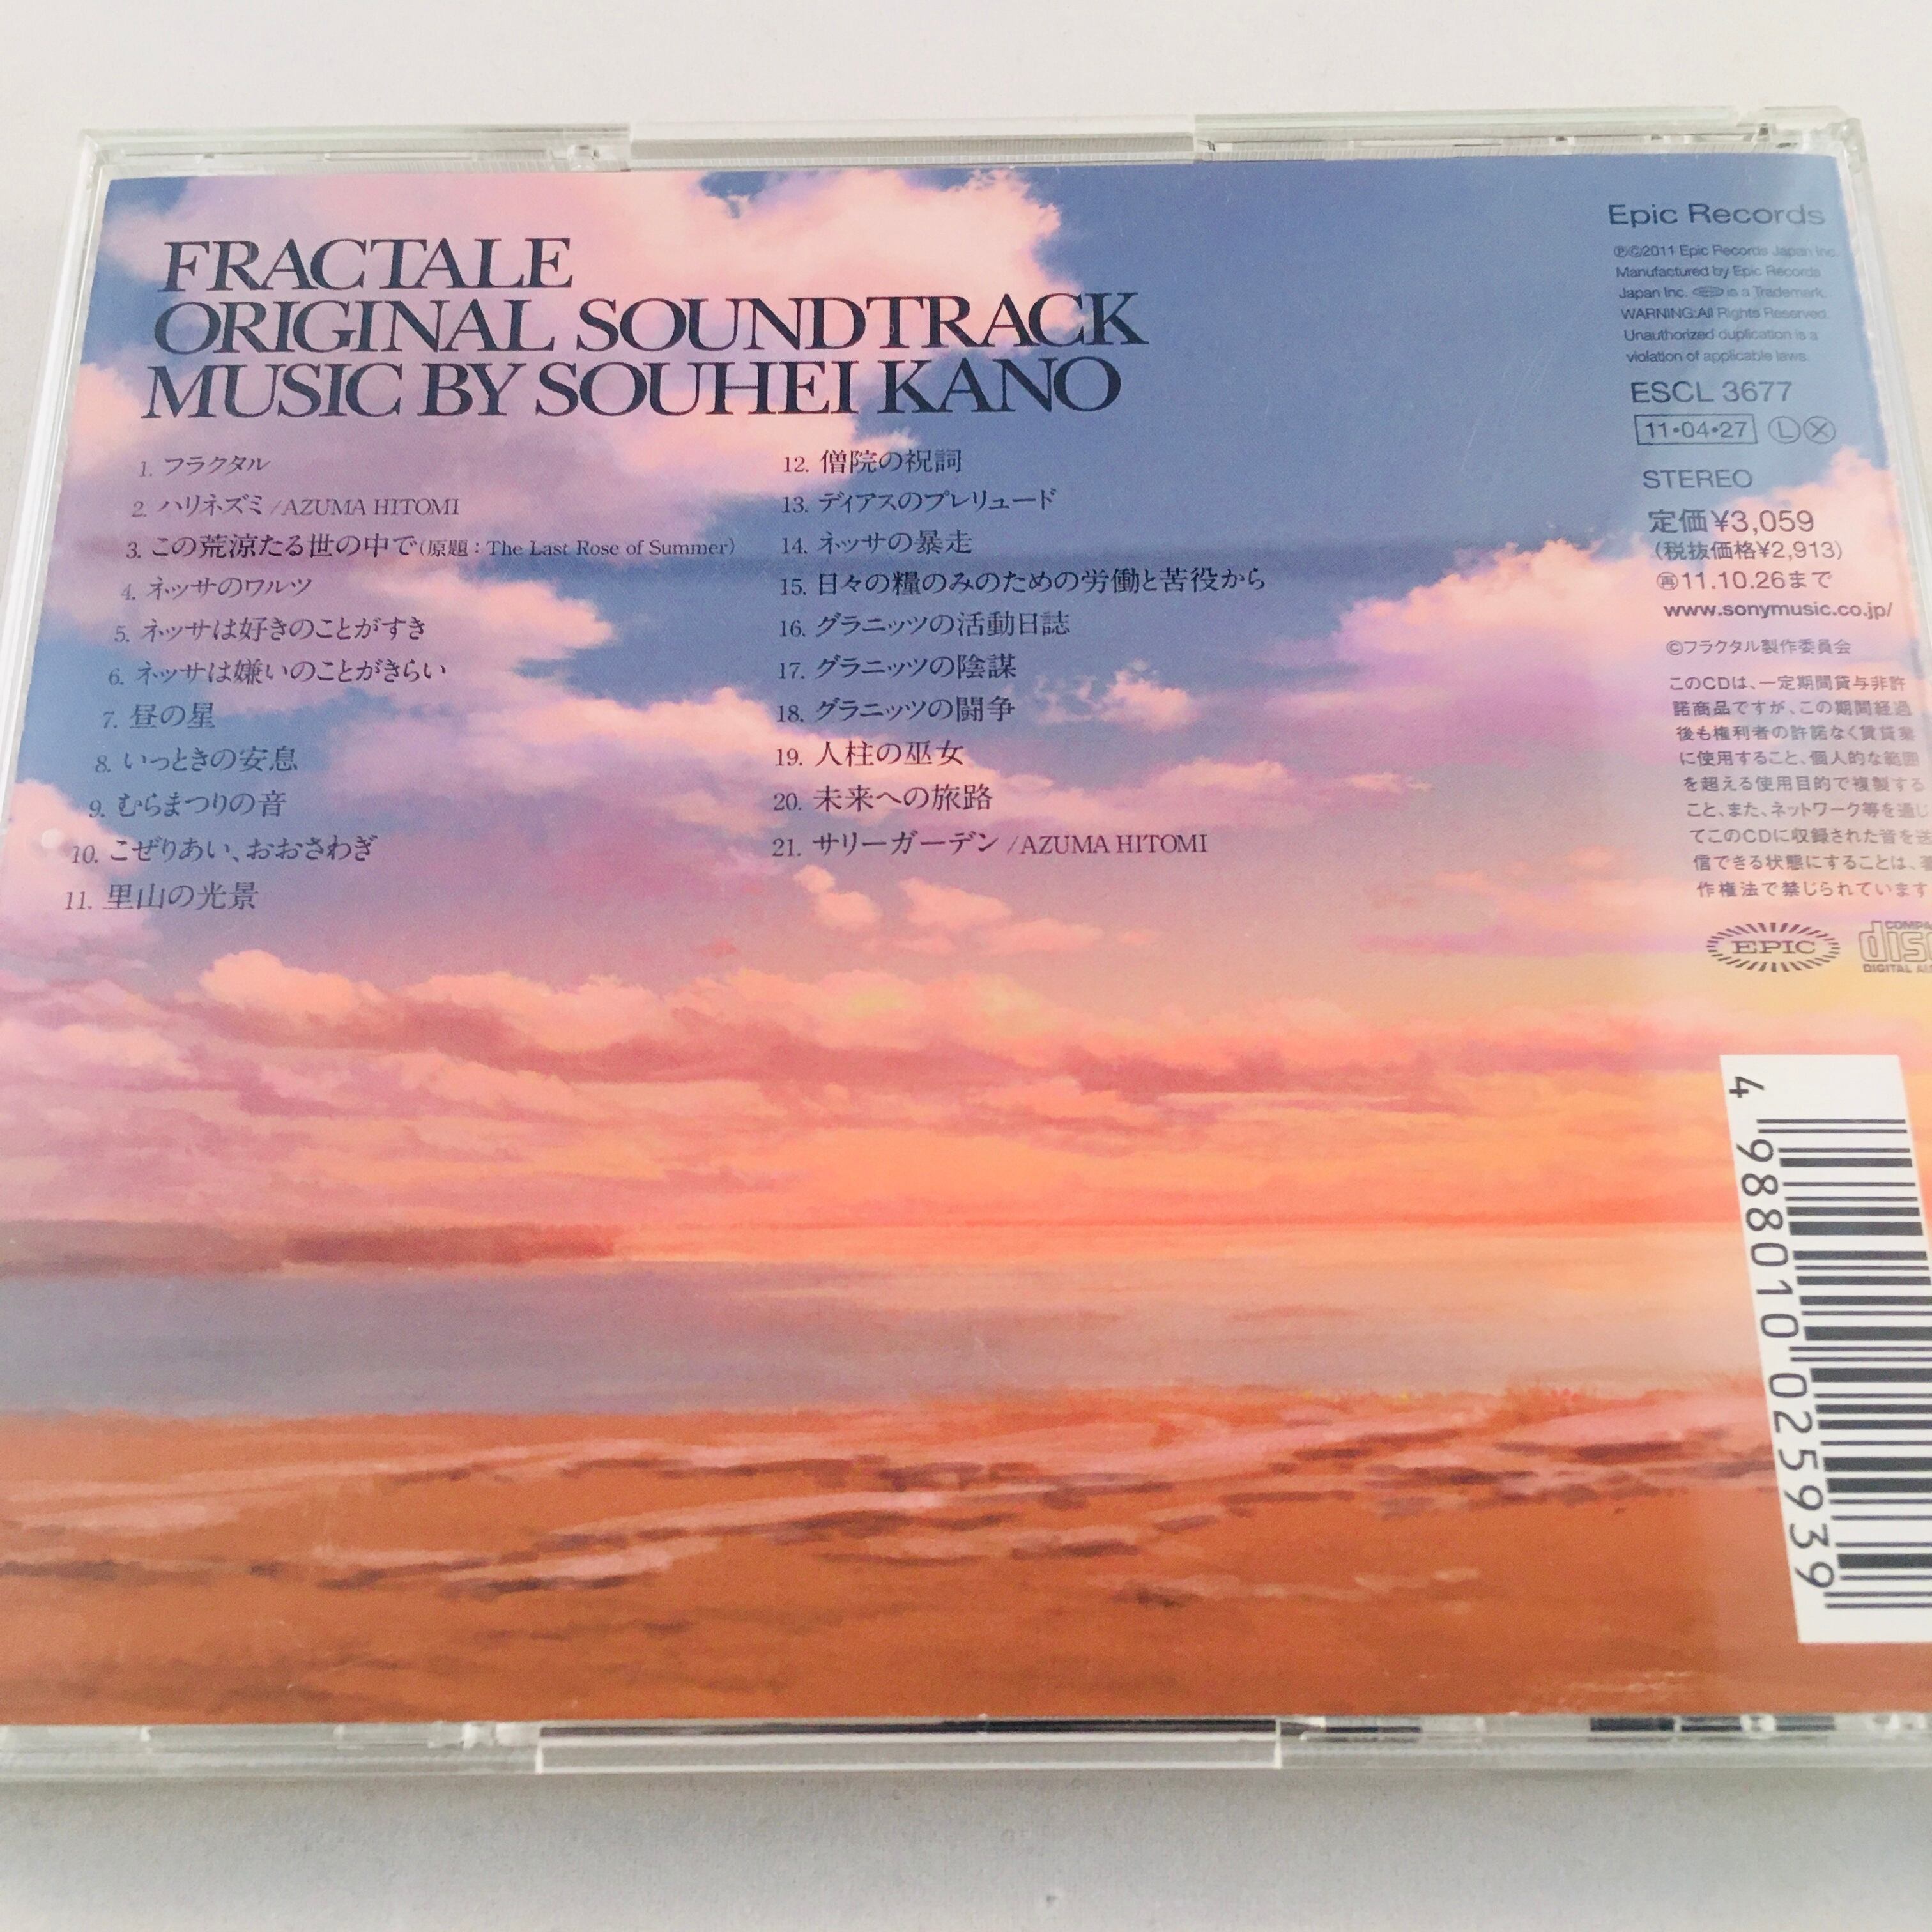 FRACTALE
ORIGINAL SOUNDTRACK
MUSIC BY SOUHEI KANO
1. フラクタル
2. ハリネズミ/AZUMA HITOMI
3. この荒涼たる世の中で(原題：The Last Rose of Summer)
4. ネッサのワルツ
5. ネッサは好きのことがすき
6. ネッサは嫌いのことがきらい
7. 昼の星
8. いっときの安息
9. むらまつりの音
10. こぜりあい、おおさわぎ
11. 里山の光景
12. 僧院の祝詞
13. ディアスのプレリュード
14. ネッサの暴走
15. 日々の糧のみのための労働と苦役から
16. グラニッツの活動日誌
17. グラニッツの陰謀
18. グラニッツの闘争
19. 人柱の巫女
20. 未来への旅路
21. サリーガーデン/AZUMA HITOMI
Epic Records
℗©2011 Epic Records Japan Inc.
Manufactured by Epic Records
Japan Inc. is a Trademark.
WARNING:All Rights Reserved.
Unauthorized duplication is a
violation of applicable laws.
ESCL 3677
11•04•27 Ⓛ Ⓧ
STEREO
定価¥3,059
(税抜価格¥2,913)
㊢11.10.26まで
www.sonymusic.co.jp/
©フラクタル製作委員会
このCDは、一定期間貸与非許
諾商品ですが、この期間経過
後も権利者の許諾なく賃貸業
に使用すること、個人的な範囲
を超える使用目的で複製する
こと、また、ネットワーク等を通じ
てこのCDに収録された音を送
信できる状態にすることは、著
作権法で禁じられています
EPIC
DIGITAL
4 988010 025939